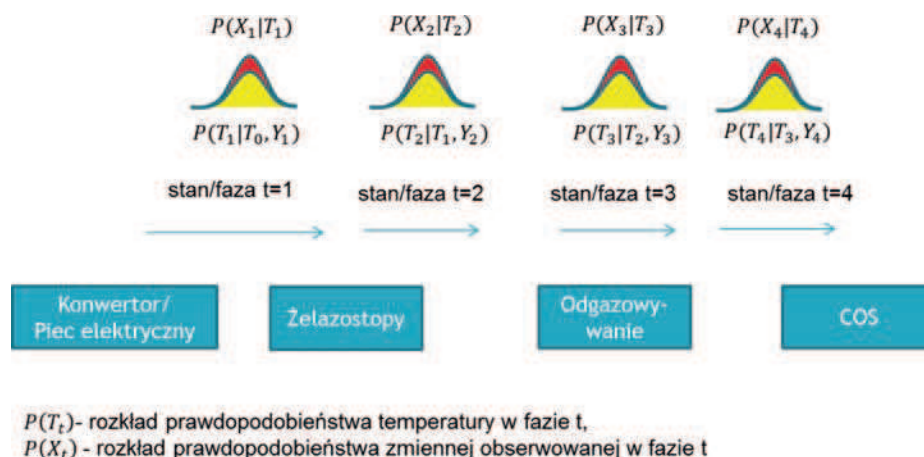 P(X₁|T₁) P(X₂|T₂) P(X₃|T₃) P(X₄|T₄)
P(T₁|T₀, Y₁) P(T₂|T₁, Y₂) P(T₃|T₂, Y₃) P(T₄|T₃, Y₄)
stan/faza t=1 stan/faza t=2 stan/faza t=3 stan/faza t=4
Konwertor/
Piec elektryczny
Żelazostopy
Odgazowy-
wanie
COS
P(Tₜ)- rozkład prawdopodobieństwa temperatury w fazie t,
P(Xₜ) - rozkład prawdopodobieństwa zmiennej obserwowanej w fazie t